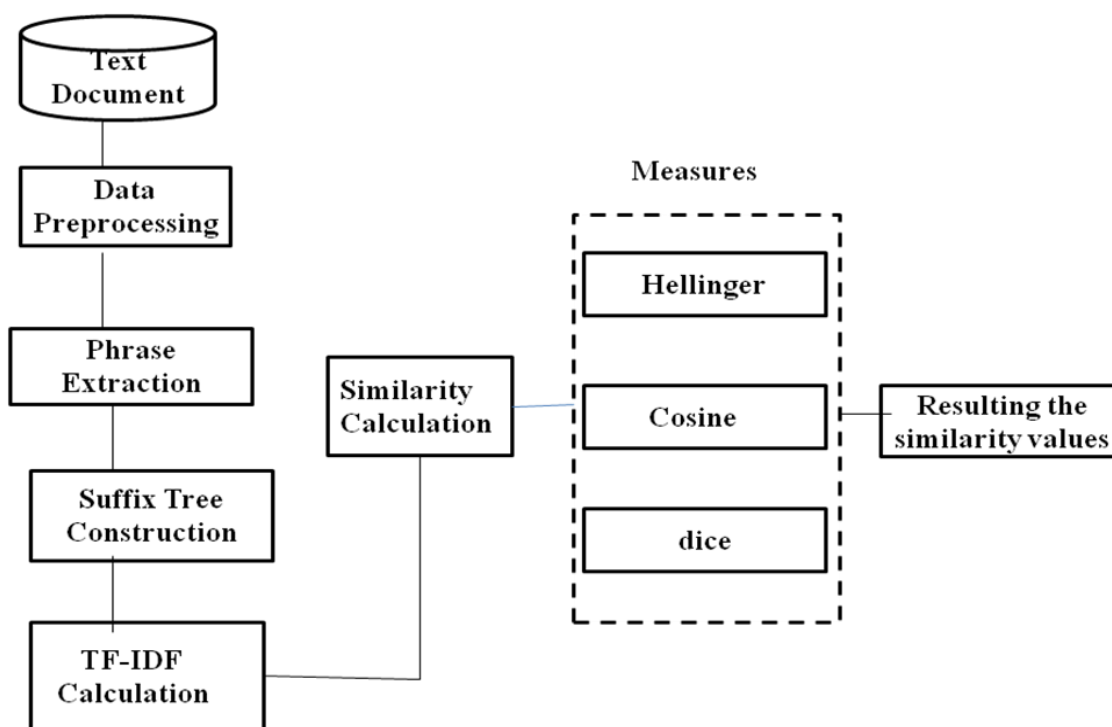 Text
Document
Data
Preprocessing
Phrase
Extraction
Suffix Tree
Construction
TF-IDF
Calculation
Similarity
Calculation
Measures
Hellinger
Cosine
dice
Resulting the
similarity values